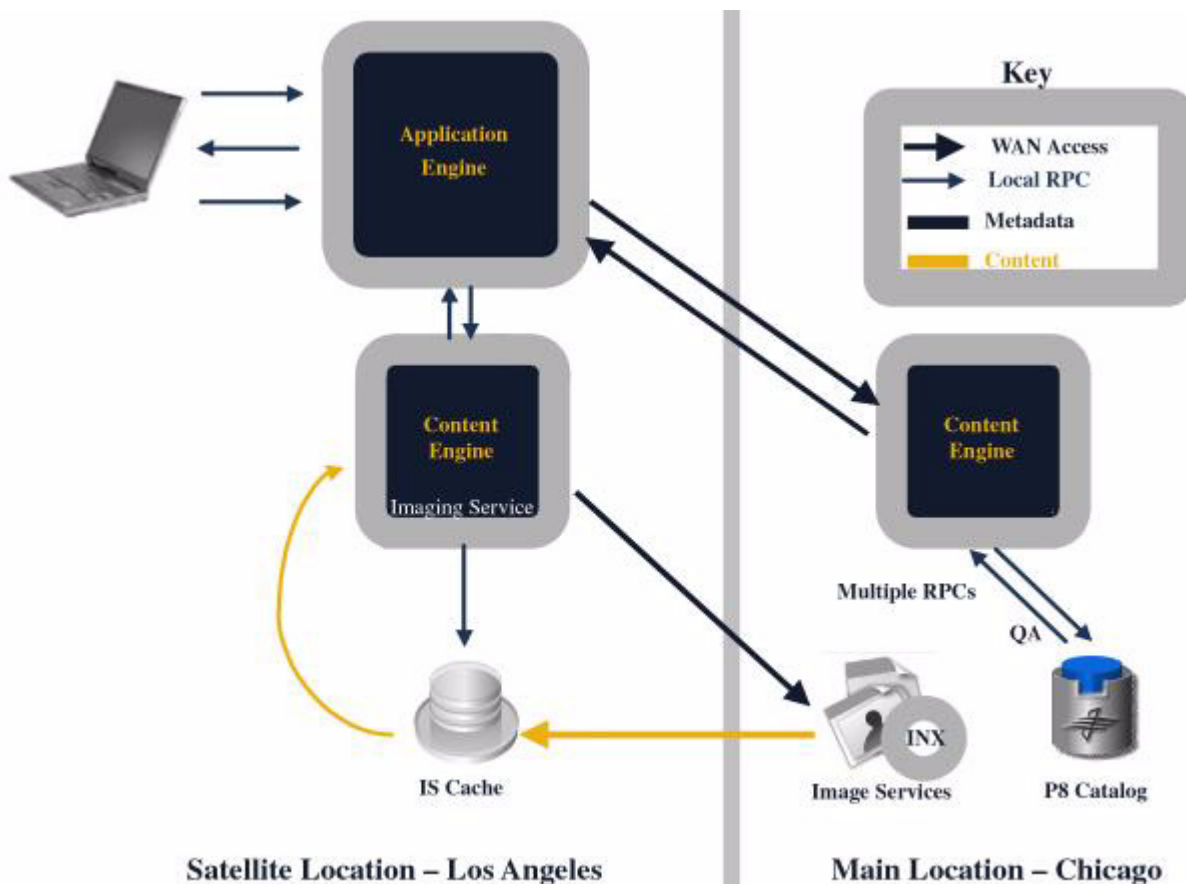 Application
Engine
Key
WAN Access
Local RPC
Metadata
Content
Content
Engine
Imaging Service
Content
Engine
Multiple RPCs
QA
INX
IS Cache
Image Services
P8 Catalog
Satellite Location – Los Angeles
Main Location – Chicago